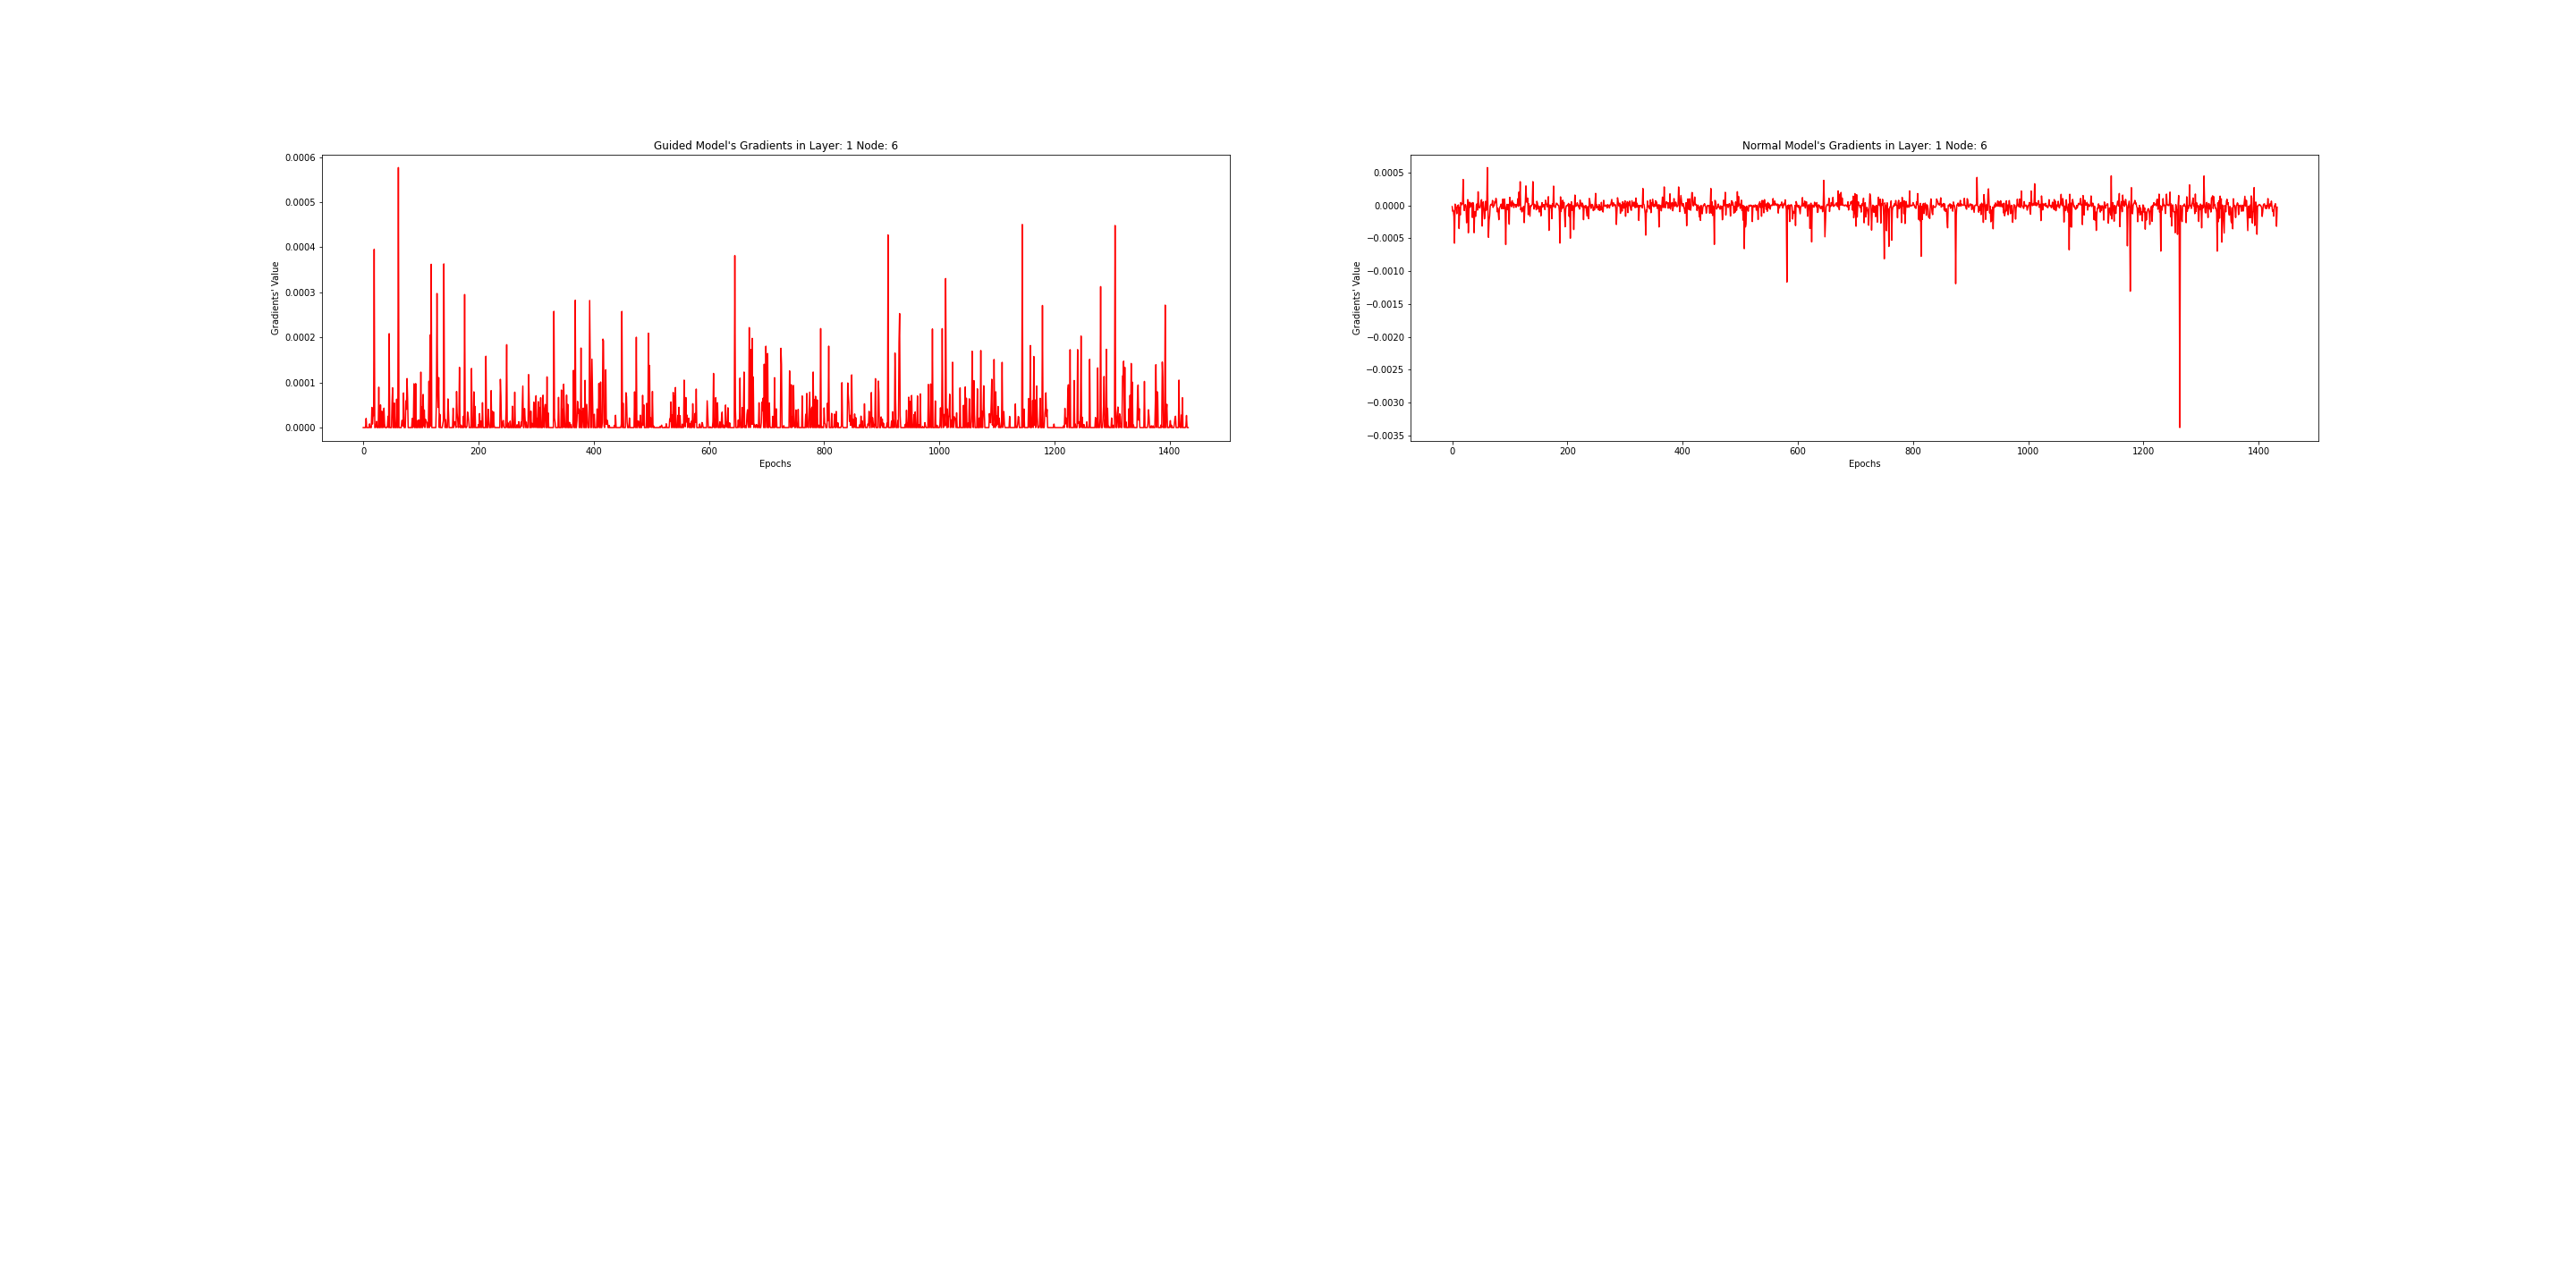 Guided Model's Gradients in Layer: 1 Node: 6
0.0006
0.0005
0.0004
0.0003
0.0002
0.0001
0.0000
Gradients' Value
0 200 400 600 800 1000 1200 1400
Epochs
Normal Model's Gradients in Layer: 1 Node: 6
0.0005
0.0000
−0.0005
−0.0010
−0.0015
−0.0020
−0.0025
−0.0030
−0.0035
Gradients' Value
0 200 400 600 800 1000 1200 1400
Epochs